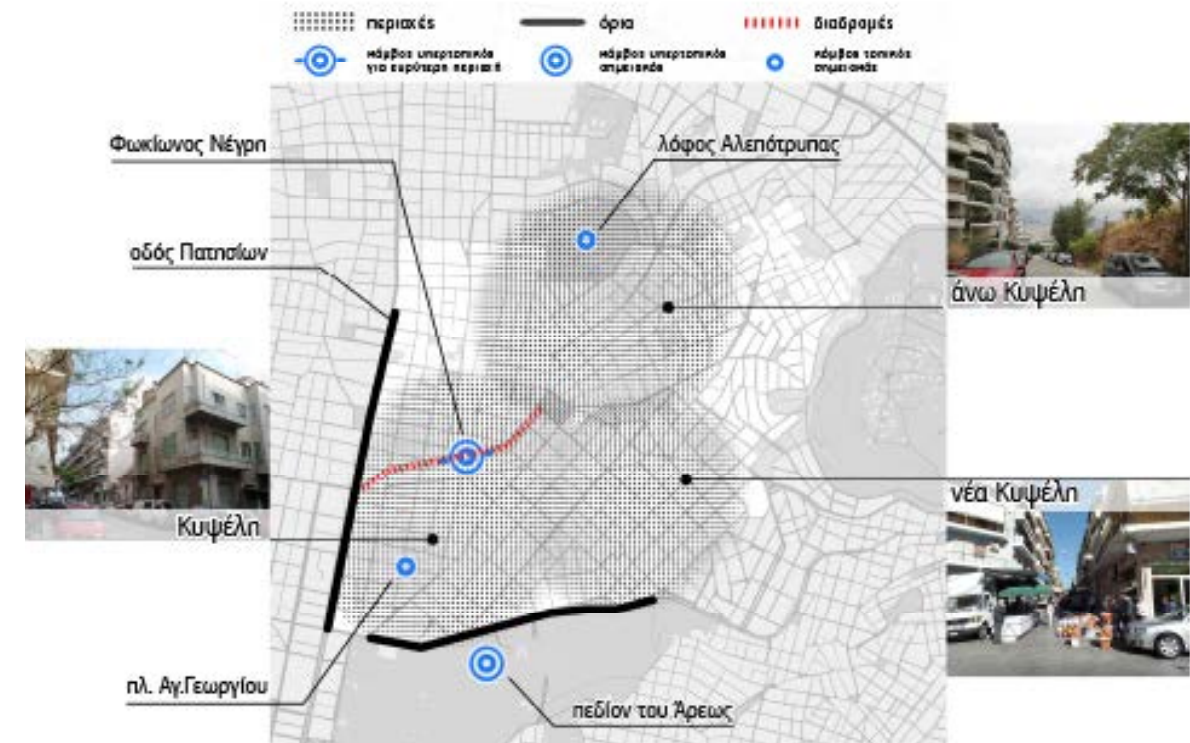 περιοχές
όρια
διαδρομές
κόμβος υπερτοπικός
για ευρύτερη περιοχή
κόμβος υπερτοπικός
σημειακός
κόμβος τοπικός
σημειακός
Φωκίωνος Νέγρη
λόφος Αλεπότρυπας
οδός Πατησίων
άνω Κυψέλη
νέα Κυψέλη
Κυψέλη
πλ. Αγ.Γεωργίου
πεδίον του Άρεως